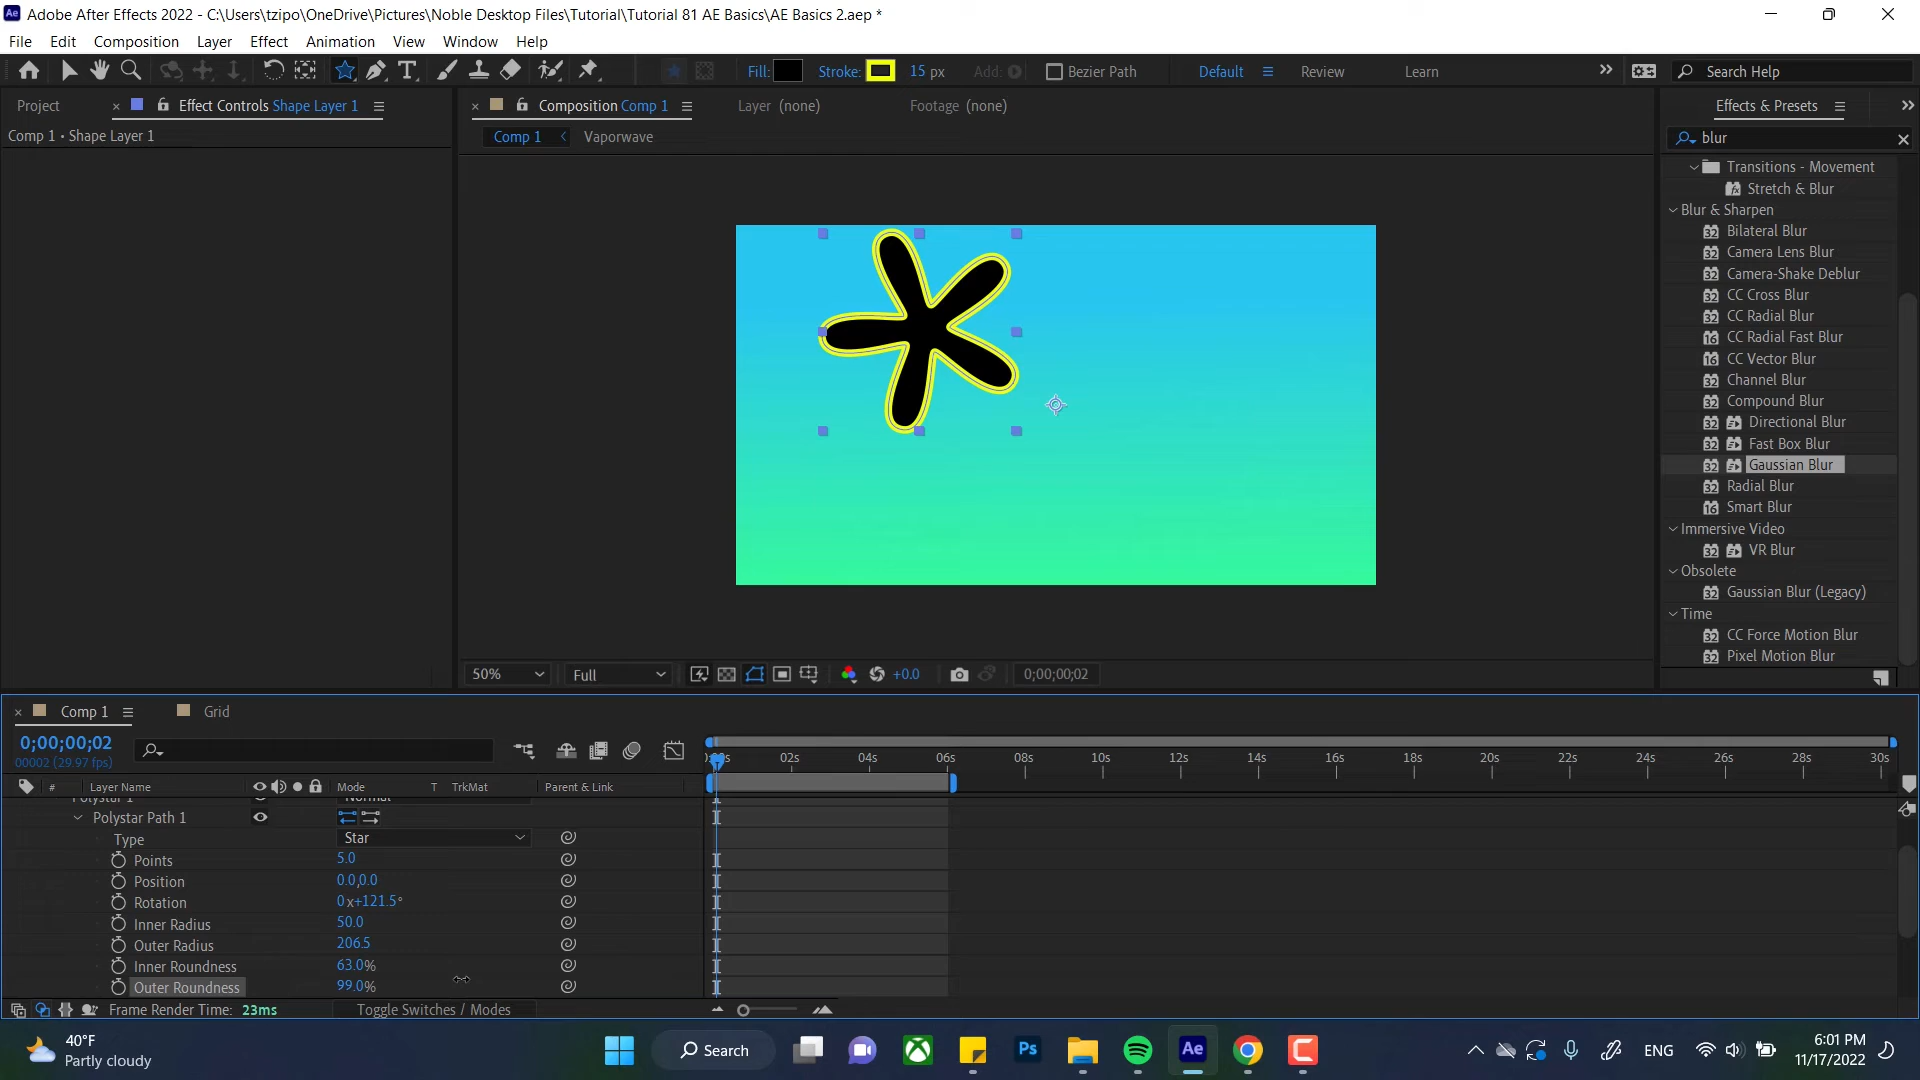 Adobe After Effects 2022 - C:\Users\tzipo\OneDrive\Pictures\Noble Desktop Files\Tutorial\Tutorial 81 AE Basics\AE Basics 2.aep *
File Edit Composition Layer Effect Animation View Window Help
Fill: Stroke: 15 px Add: Bezier Path Default Review Learn Search Help
Project Effect Controls Shape Layer 1 Composition Comp 1 Layer (none) Footage (none) Effects & Presets
Comp 1 • Shape Layer 1
Comp 1 Vaporwave
blur
Transitions - Movement
Stretch & Blur
Blur & Sharpen
Bilateral Blur
Camera Lens Blur
Camera-Shake Deblur
CC Cross Blur
CC Radial Blur
CC Radial Fast Blur
CC Vector Blur
Channel Blur
Compound Blur
Directional Blur
Fast Box Blur
Gaussian Blur
Radial Blur
Smart Blur
Immersive Video
VR Blur
Obsolete
Gaussian Blur (Legacy)
Time
CC Force Motion Blur
Pixel Motion Blur
50% Full +0.0 0;00;00;02
Comp 1 Grid
0;00;00;02
00002 (29.97 fps)
02s 04s 06s 08s 10s 12s 14s 16s 18s 20s 22s 24s 26s 28s 30s
# Layer Name Mode T TrkMat Parent & Link
Polystar 1 Normal
Polystar Path 1
Type Star
Points 5.0
Position 0.0,0.0
Rotation 0x+121.5°
Inner Radius 50.0
Outer Radius 206.5
Inner Roundness 63.0%
Outer Roundness 99.0%
Frame Render Time: 23ms Toggle Switches / Modes
40°F
Partly cloudy
Search
Ps
Ae
ENG
6:01 PM
11/17/2022